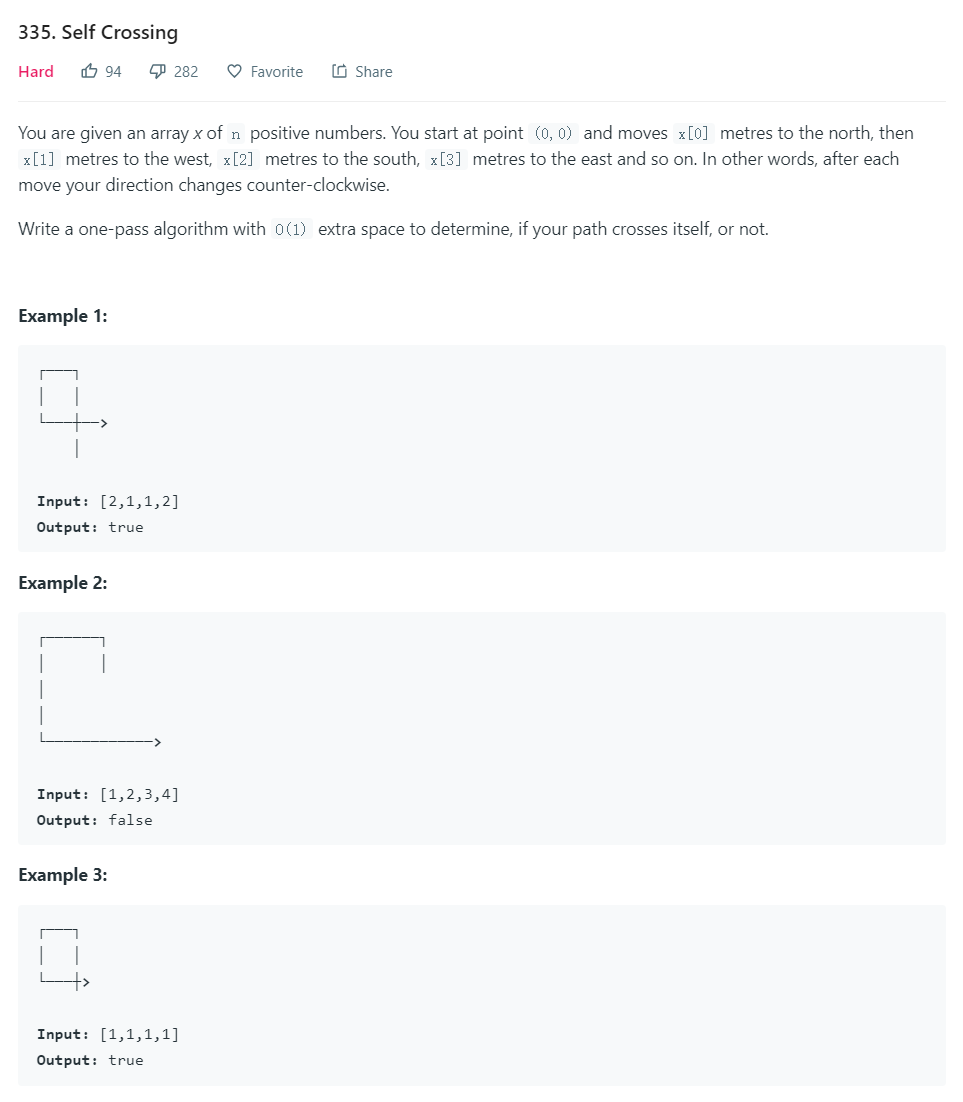 335. Self Crossing
Hard 94 282 Favorite Share
You are given an array x of n positive numbers. You start at point (0, 0) and moves x[0] metres to the north, then
x[1] metres to the west, x[2] metres to the south, x[3] metres to the east and so on. In other words, after each
move your direction changes counter-clockwise.
Write a one-pass algorithm with O(1) extra space to determine, if your path crosses itself, or not.
Example 1:
Input: [2,1,1,2]
Output: true
Example 2:
Input: [1,2,3,4]
Output: false
Example 3:
Input: [1,1,1,1]
Output: true